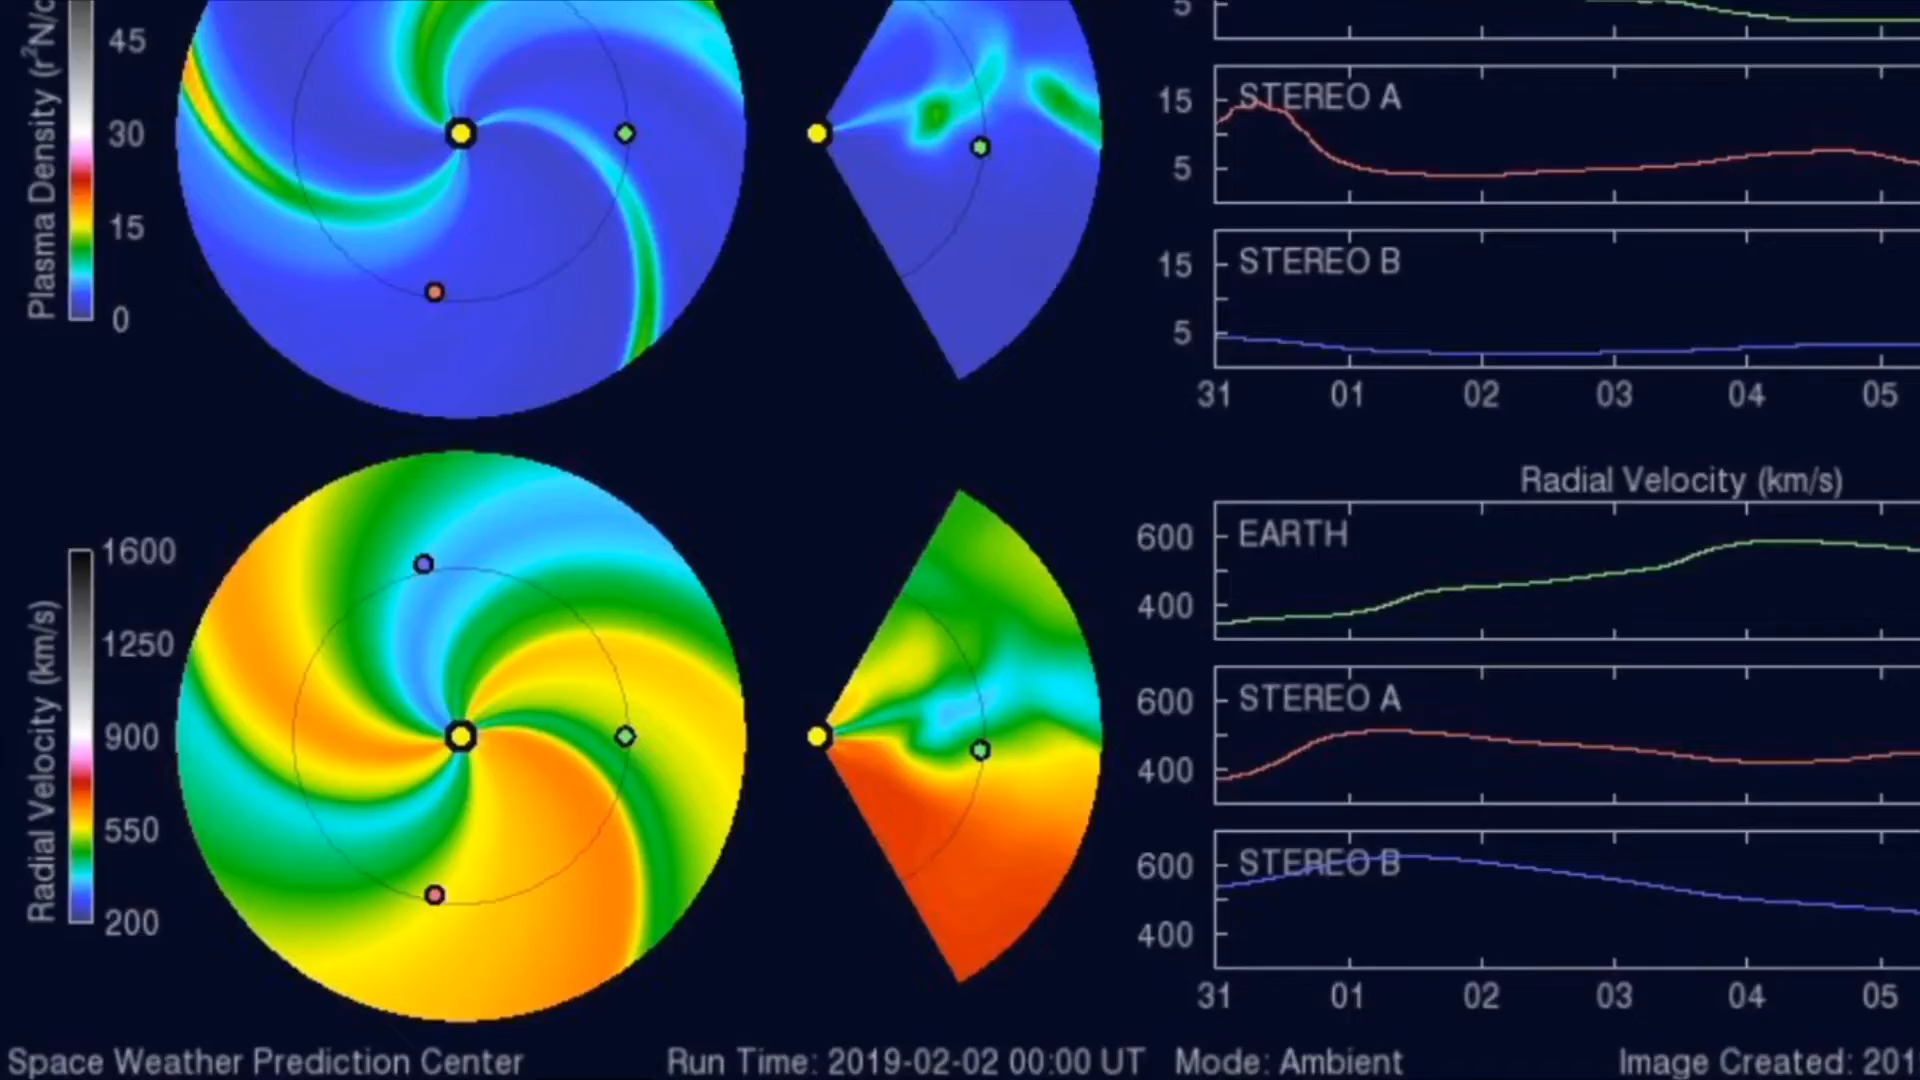 5
Plasma Density (r²N/c
45
30
15
0
STEREO A
15
5
STEREO B
15
5
31 01 02 03 04 05
Radial Velocity (km/s)
Radial Velocity (km/s)
1600
1250
900
550
200
EARTH
600
400
STEREO A
600
400
STEREO B
600
400
31 01 02 03 04 05
Space Weather Prediction Center Run Time: 2019-02-02 00:00 UT Mode: Ambient Image Created: 201